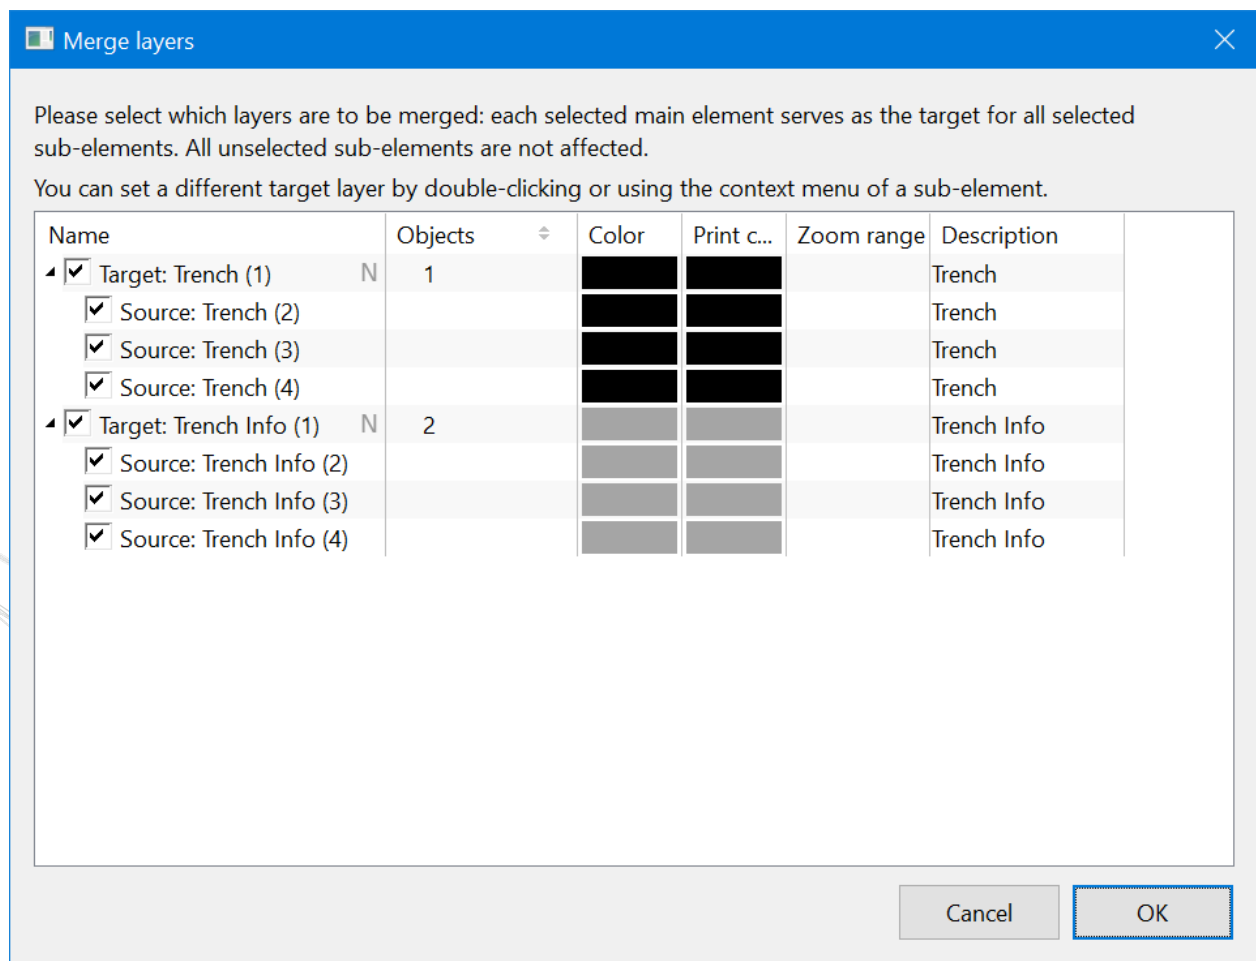 Merge layers
Please select which layers are to be merged: each selected main element serves as the target for all selected
sub-elements. All unselected sub-elements are not affected.
You can set a different target layer by double-clicking or using the context menu of a sub-element.
Name Objects Color Print c... Zoom range Description
Target: Trench (1) N 1 Trench
Source: Trench (2) Trench
Source: Trench (3) Trench
Source: Trench (4) Trench
Target: Trench Info (1) N 2 Trench Info
Source: Trench Info (2) Trench Info
Source: Trench Info (3) Trench Info
Source: Trench Info (4) Trench Info
Cancel OK